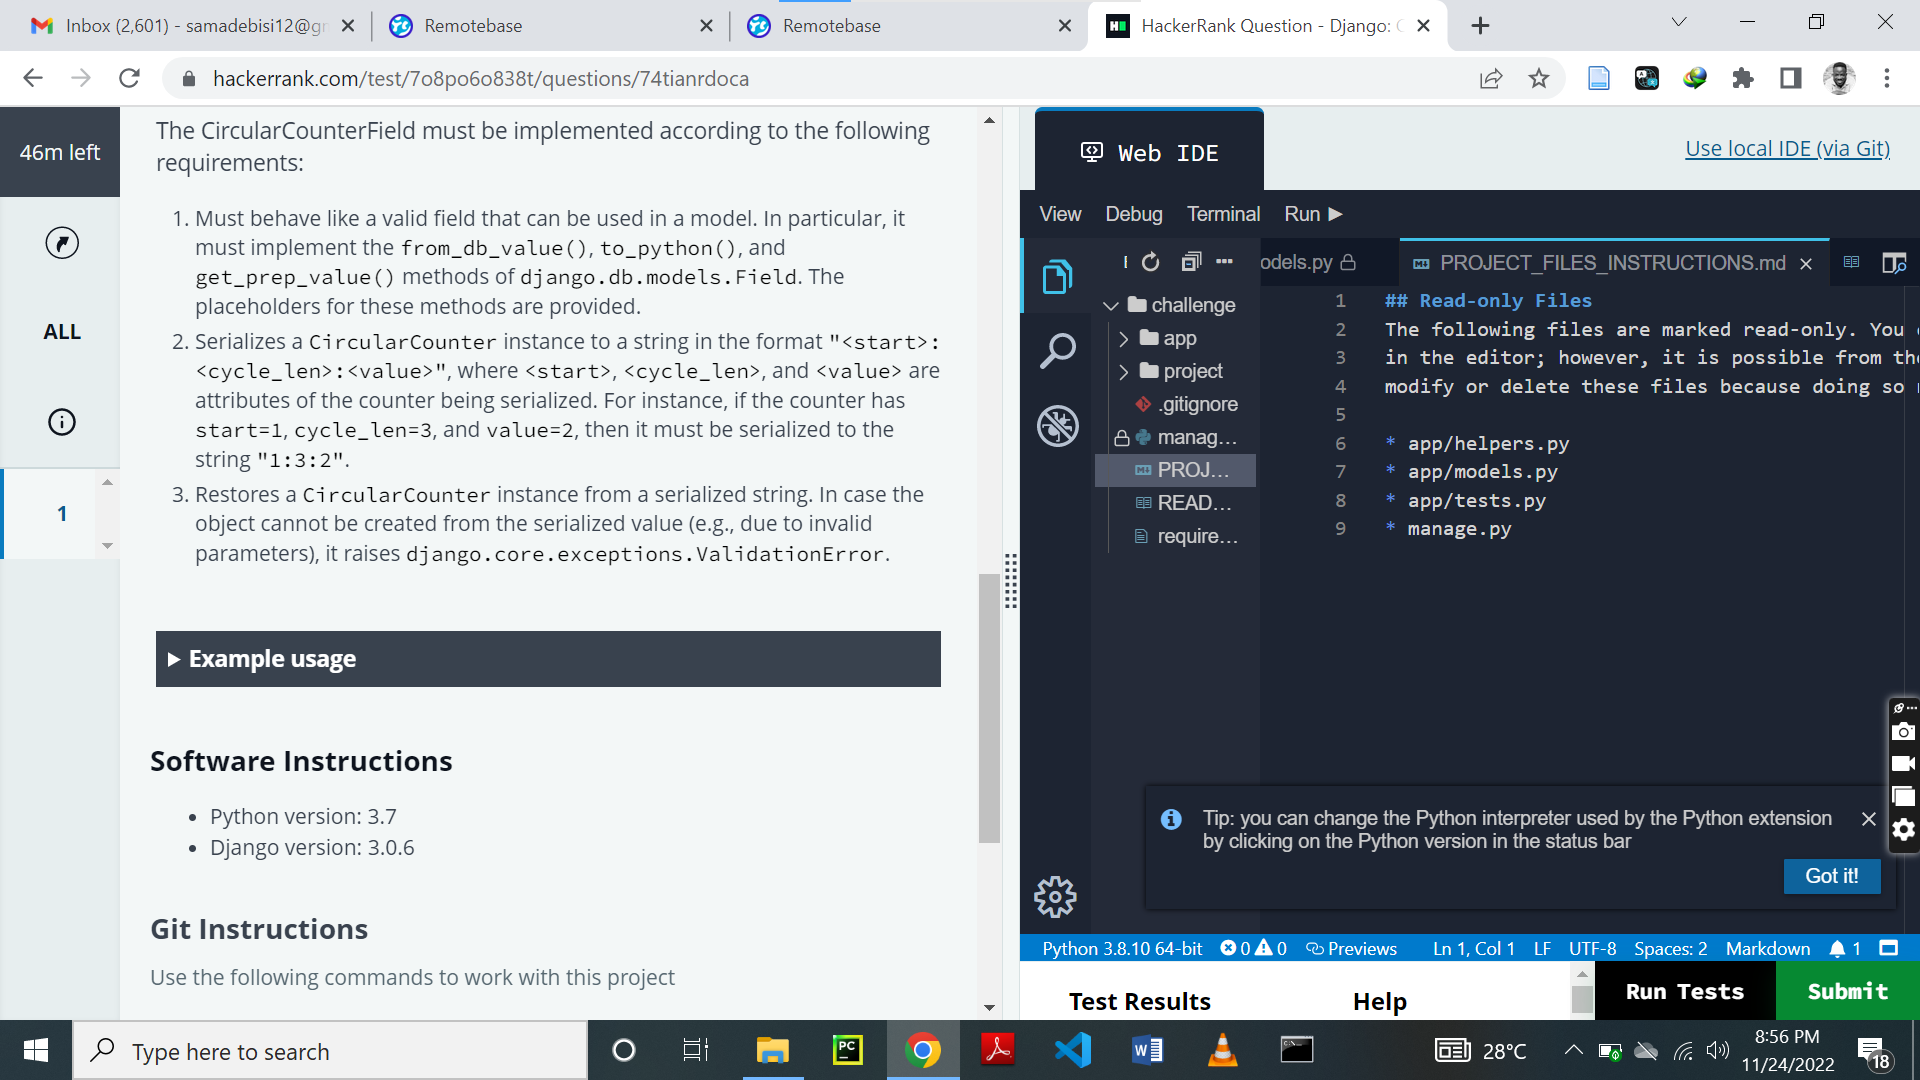 Inbox (2,601) - samadebisi12@gr
Remotebase
Remotebase
HackerRank Question - Django: C
hackerrank.com/test/7o8po6o838t/questions/74tianrdoca
46m left
ALL
1
The CircularCounterField must be implemented according to the following
requirements:
1. Must behave like a valid field that can be used in a model. In particular, it
must implement the from_db_value(), to_python(), and
get_prep_value() methods of django.db.models.Field. The
placeholders for these methods are provided.
2. Serializes a CircularCounter instance to a string in the format "<start>:
<cycle_len>:<value>", where <start>, <cycle_len>, and <value> are
attributes of the counter being serialized. For instance, if the counter has
start=1, cycle_len=3, and value=2, then it must be serialized to the
string "1:3:2".
3. Restores a CircularCounter instance from a serialized string. In case the
object cannot be created from the serialized value (e.g., due to invalid
parameters), it raises django.core.exceptions.ValidationError.
Example usage
Software Instructions
• Python version: 3.7
• Django version: 3.0.6
Git Instructions
Use the following commands to work with this project
Web IDE
Use local IDE (via Git)
View Debug Terminal Run
odels.py
PROJECT_FILES_INSTRUCTIONS.md
challenge
app
project
.gitignore
manag...
PROJ...
READ...
require...
1 ## Read-only Files
2 The following files are marked read-only. You
3 in the editor; however, it is possible from th
4 modify or delete these files because doing so
5
6 * app/helpers.py
7 * app/models.py
8 * app/tests.py
9 * manage.py
Tip: you can change the Python interpreter used by the Python extension
by clicking on the Python version in the status bar
Got it!
Python 3.8.10 64-bit 0 0 Previews Ln 1, Col 1 LF UTF-8 Spaces: 2 Markdown 1
Test Results
Help
Run Tests
Submit
Type here to search
PC
28°C
8:56 PM
11/24/2022
18